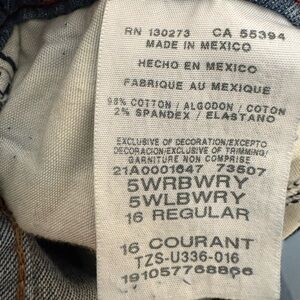 RN 130273 CA 55394
MADE IN MEXICO
HECHO EN MEXICO
FABRIQUE AU MEXIQUE
98% COTTON / ALGODON / COTON
2% SPANDEX / ELASTANO
EXCLUSIVE OF DECORATION/EXCEPTO
DECORACION/EXCLUSIVE OF TRIMMING/
GARNITURE NON COMPRISE
21A0001647 73507
5WRBWRY
5WLBWRY
16 REGULAR
16 COURANT
TZS-U336-016
191057768866